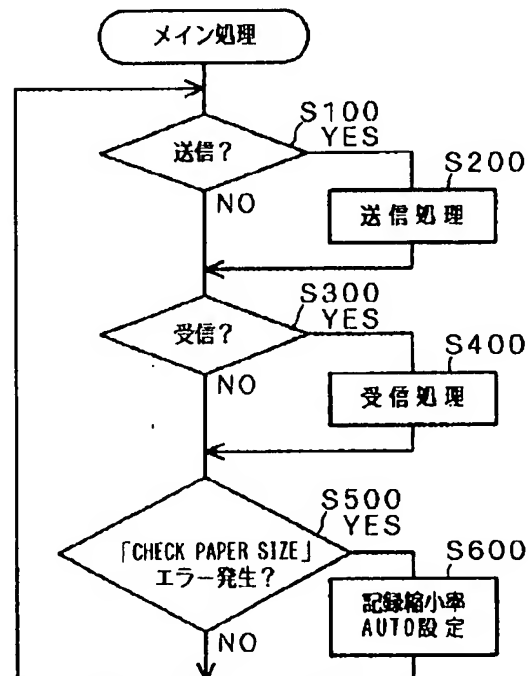 メイン処理
S100
YES
送信?
S200
送信処理
NO
S300
YES
受信?
S400
受信処理
NO
S500
YES
「CHECK PAPER SIZE」
エラー発生?
S600
記録縮小率
AUTO設定
NO